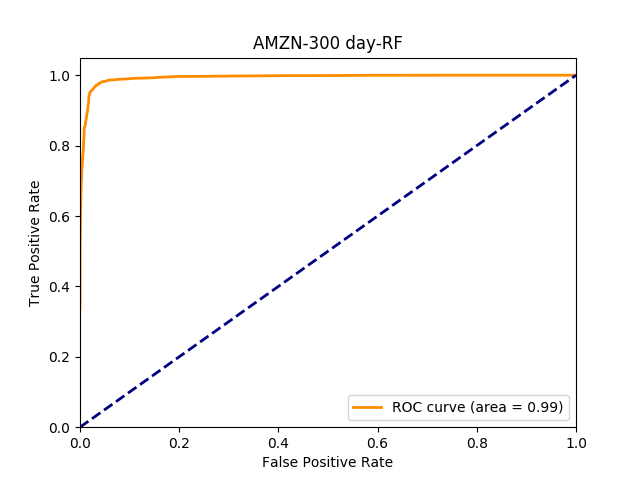 AMZN-300 day-RF
1.0
0.8
0.6
0.4
0.2
0.0
True Positive Rate
ROC curve (area = 0.99)
0.0 0.2 0.4 0.6 0.8 1.0
False Positive Rate